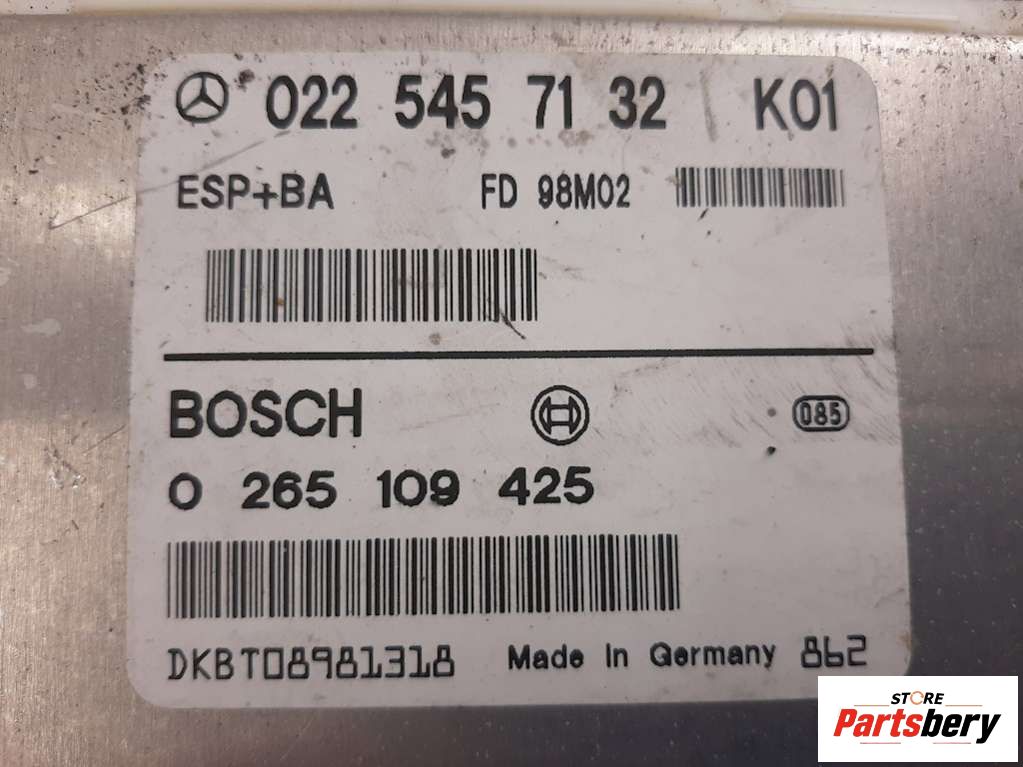 022 545 71 32 K01
ESP+BA FD 98M02
BOSCH 085
0 265 109 425
DKBT08981318 Made In Germany 862
STORE
Partsbery